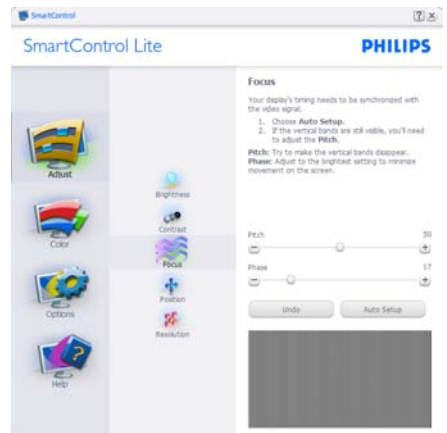 SmartControl
SmartControl Lite
PHILIPS
Adjust
Color
Options
Help
Brightness
Contrast
Focus
Position
Resolution
Focus
Your display's timing needs to be synchronized with
the video signal.
1. Choose Auto Setup.
2. If the vertical bands are still visible, you'll need
to adjust the Pitch.
Pitch: Try to make the vertical bands disappear.
Phase: Adjust to the brightest setting to minimize
movement on the screen.
Pitch 50
Phase 17
Undo Auto Setup